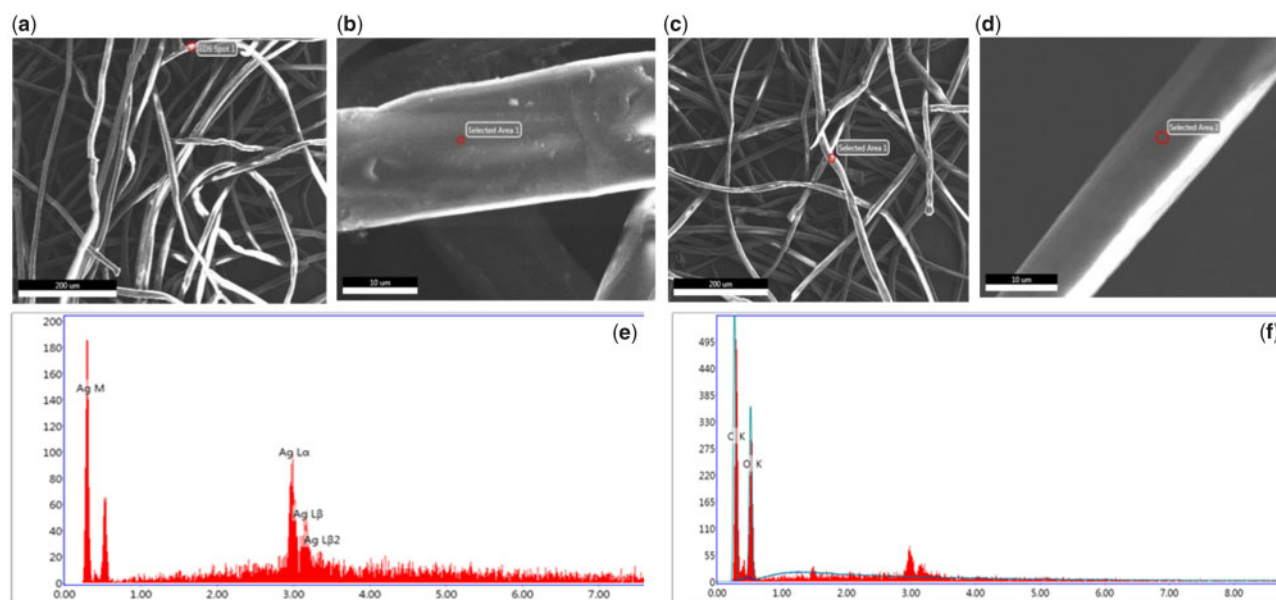 (a)
(b)
(c)
(d)
EDS Spot 1
Selected Area 1
Selected Area 1
Selected Area 2
200 um
10 um
200 um
10 um
(e)
200
180
160
140
120
100
80
60
40
20
0
Ag M
Ag Lα
Ag Lβ
Ag Lβ2
0.00 1.00 2.00 3.00 4.00 5.00 6.00 7.00
(f)
495
440
385
330
275
220
165
110
55
0
C K
O K
0.00 1.00 2.00 3.00 4.00 5.00 6.00 7.00 8.00